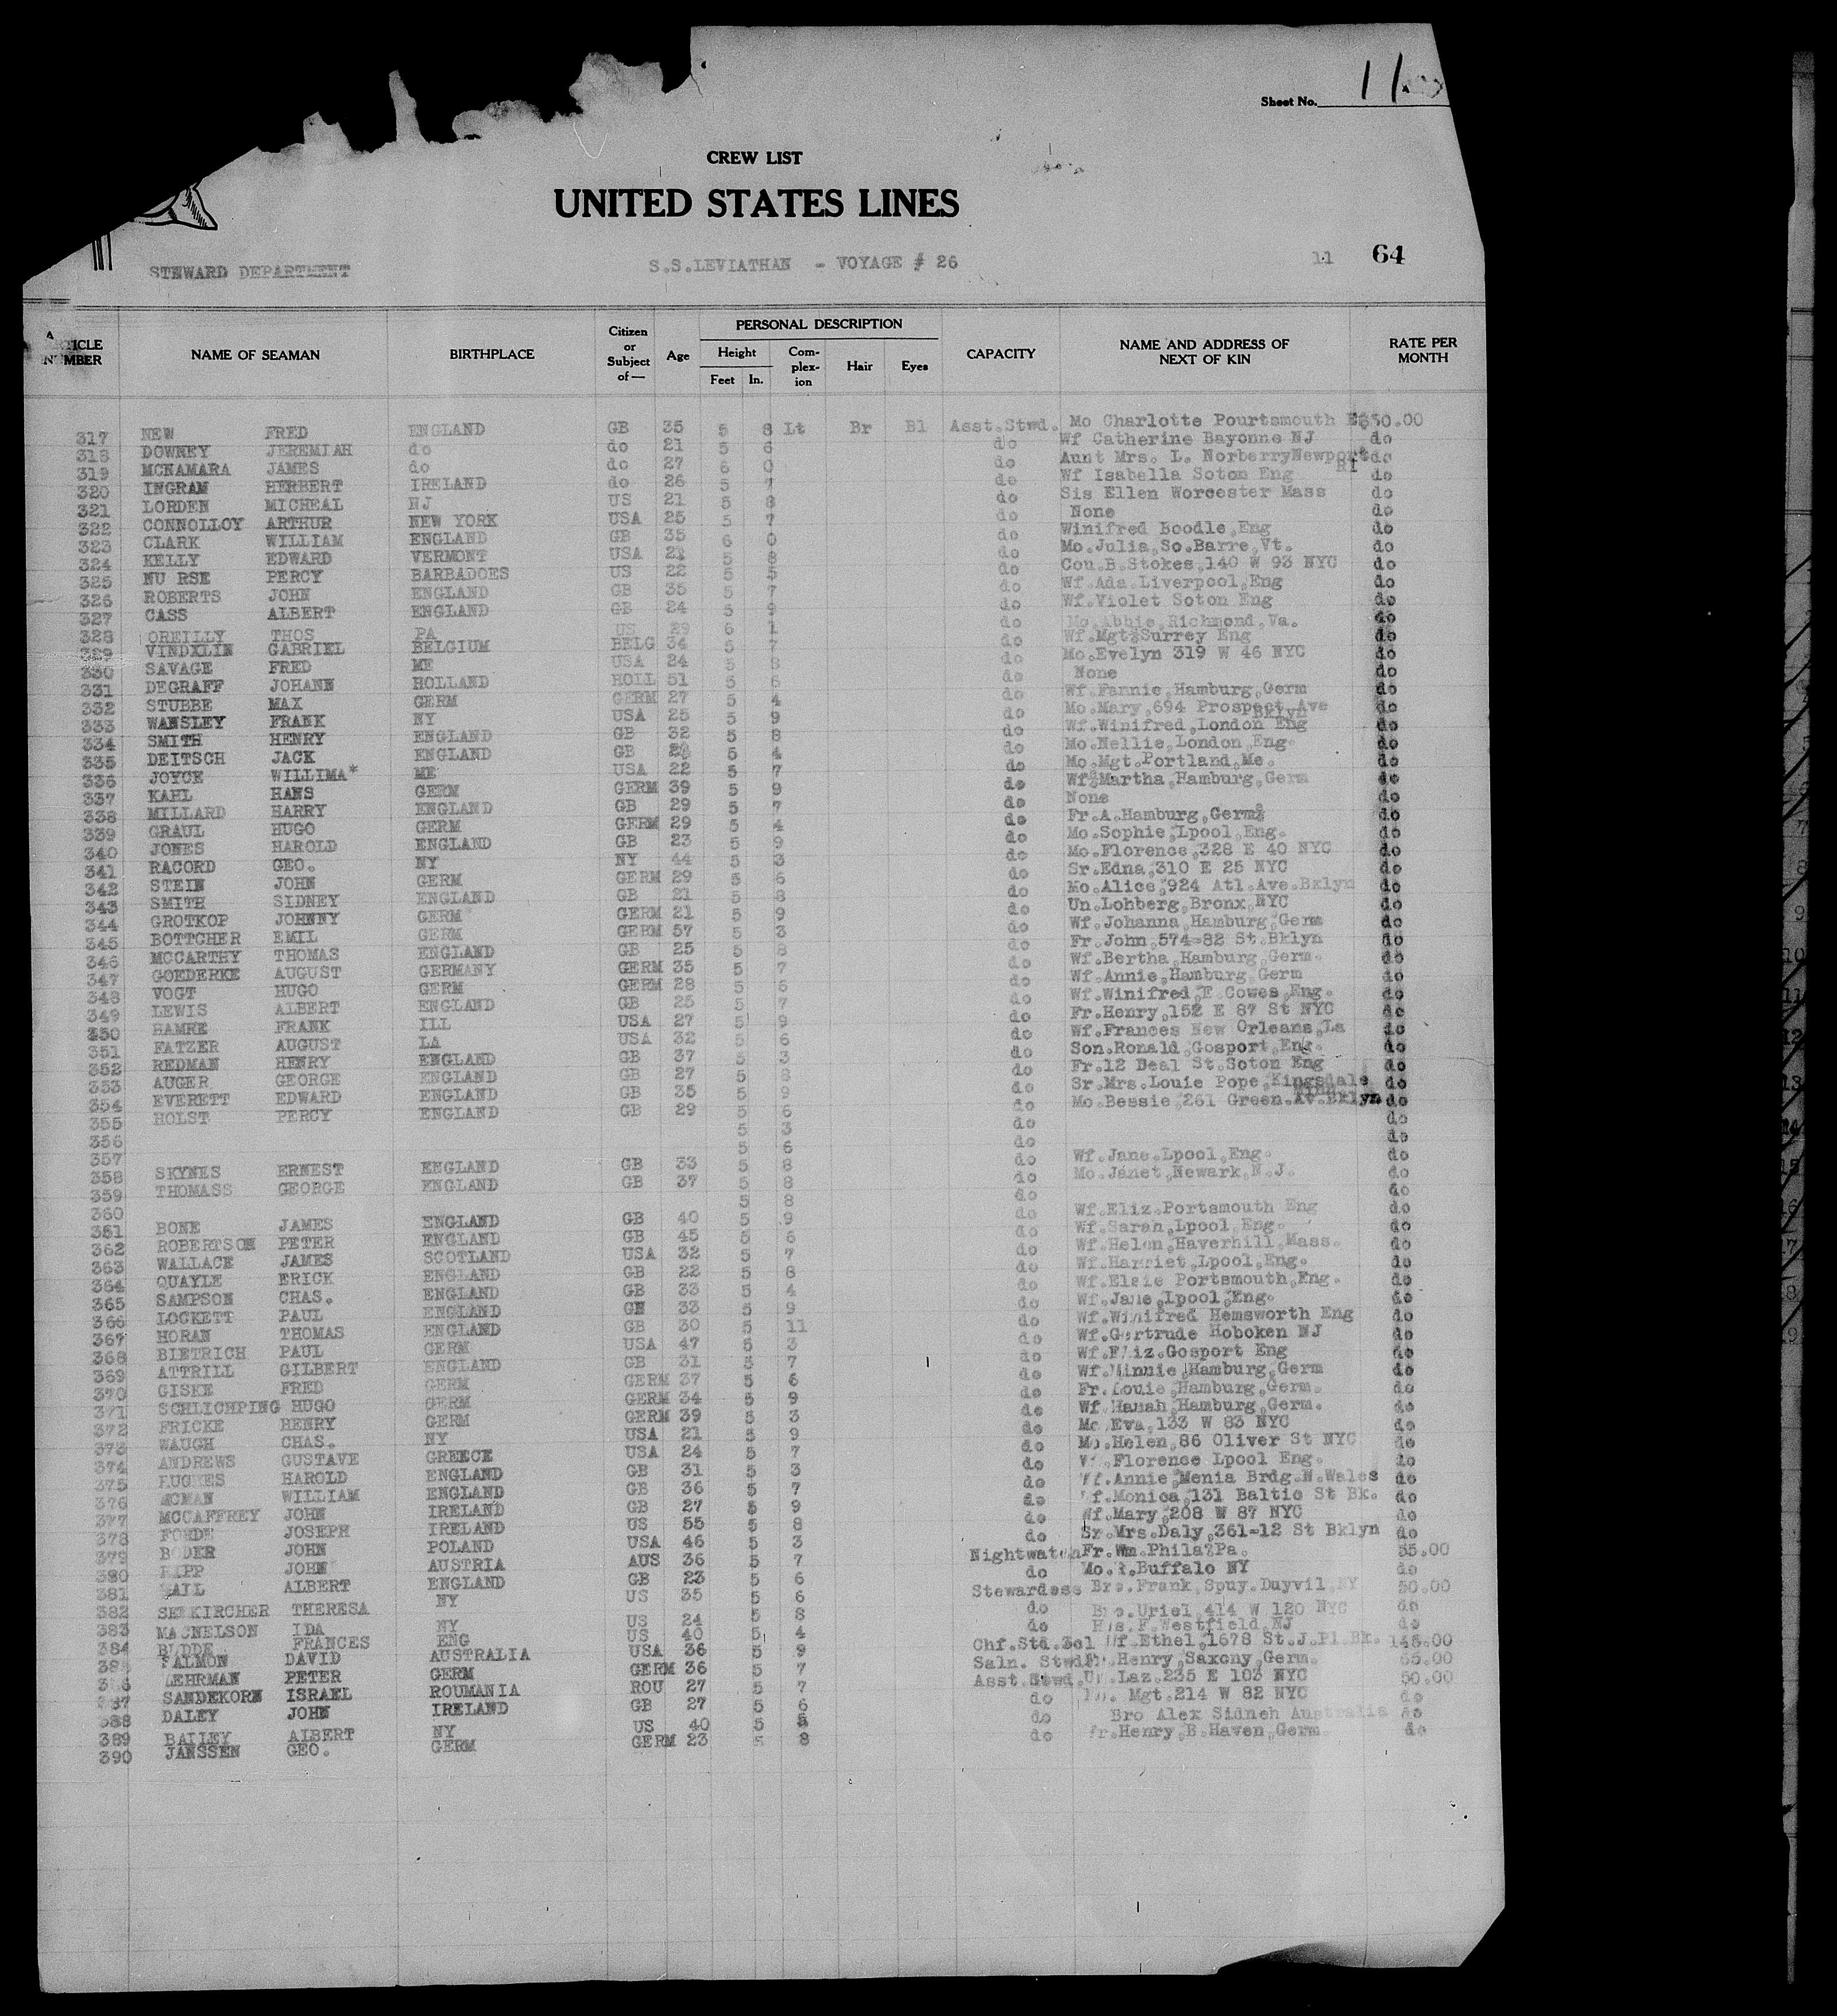 Sheet No. 11
CREW LIST
UNITED STATES LINES
STEWARD DEPARTMENT S.S.LEVIATHAN - VOYAGE # 26 11 64
ARTICLE NUMBER NAME OF SEAMAN BIRTHPLACE Citizen or Subject of— Age PERSONAL DESCRIPTION Height Feet In. Com-plex-ion Hair Eyes CAPACITY NAME AND ADDRESS OF NEXT OF KIN RATE PER MONTH
317 NEW FRED ENGLAND GB 35 5 8 Lt Br Bl Asst.Stwd. Mo Charlotte Pourtsmouth E $50.00
318 DOWNEY JEREMIAH do do 21 5 6 do Wf Catherine Bayonne NJ do
319 MCNAMARA JAMES do do 27 6 0 do Aunt Mrs. L. Norberry Newport RI do
320 INGRAM HERBERT IRELAND do 26 5 7 do Wf Isabella Soton Eng do
321 LORDEN MICHEAL NJ US 21 5 8 do Sis Ellen Worcester Mass do
322 CONNOLLOY ARTHUR NEW YORK USA 25 5 7 do None do
323 CLARK WILLIAM ENGLAND GB 35 6 0 do Winifred Boodle,Eng do
324 KELLY EDWARD VERMONT USA 21 5 8 do Mo.Julia,So.Barre,Vt. do
325 NU RSE PERCY BARBADOES US 22 5 5 do Cou.B.Stokes,140 W 93 NYC do
326 ROBERTS JOHN ENGLAND GB 35 5 7 do Wf.Ada,Liverpool,Eng do
327 CASS ALBERT ENGLAND GB 24 5 9 do Wf.Violet Soton Eng do
328 OREILLY THOS PA US 29 6 1 do Mo.Abbie,Richmond,Va. do
329 VINDXLIN GABRIEL BELGIUM BELG 34 5 7 do Wf.Mgt.Surrey Eng do
330 SAVAGE FRED ME USA 24 5 8 do Mo.Evelyn 319 W 46 NYC do
331 DEGRAFF JOHANN HOLLAND HOLL 51 5 6 do None do
332 STUBBE MAX GERM GERM 27 5 4 do Wf.Fannie,Hamburg,Germ do
333 WANSLEY FRANK NY USA 25 5 9 do Mo.Mary,694 Prospect Ave Bklyn do
334 SMITH HENRY ENGLAND GB 32 5 8 do Wf.Winifred,London Eng do
335 DEITSCH JACK ENGLAND GB 5 4 do Mo.Nellie,London,Eng. do
336 JOYCE WILLIMA* ME USA 22 5 7 do Mo.Mgt.Portland,Me. do
337 KAHL HANS GERM GERM 39 5 9 do Wf.Martha,Hamburg,Germ do
338 MILLARD HARRY ENGLAND GB 29 5 7 do None do
339 GRAUL HUGO GERM GERM 29 5 4 do Fr.A.Hamburg,Germ. do
340 JONES HAROLD ENGLAND GB 23 5 9 do Mo.Sophie,Lpool,Eng. do
341 RACORD GEO. NY NY 44 5 3 do Mo.Florence,328 E 40 NYC do
342 STEIN JOHN GERM GERM 29 5 6 do Sr.Edna,310 E 25 NYC do
343 SMITH SIDNEY ENGLAND GB 21 5 8 do Mo.Alice,924 Atl.Ave.Bklyn do
344 GROTKOP JOHNNY GERM GERM 21 5 9 do Un.Lohberg,Bronx,NYC do
345 BOTTCHER EMIL GERM GERM 57 5 3 do Wf.Johanna,Hamburg,Germ do
346 MCCARTHY THOMAS ENGLAND GB 25 5 8 do Fr.John,574-82 St.Bklyn do
347 GOEDERKE AUGUST GERMANY GERM 35 5 7 do Wf.Bertha,Hamburg,Germ. do
348 VOGT HUGO GERM GERM 28 5 6 do Wf.Annie,Hamburg,Germ do
349 LEWIS ALBERT ENGLAND GB 25 5 7 do Wf.Winifred,E.Cowes,Eng. do
350 HAMRE FRANK ILL USA 27 5 9 do Fr.Henry,152 E 87 St NYC do
351 FATZER AUGUST LA USA 32 5 6 do Wf.Frances New Orleans,La do
352 REDMAN HENRY ENGLAND GB 37 5 3 do Son.Ronald,Gosport,Eng. do
353 AUGER GEORGE ENGLAND GB 27 5 8 do Fr.12 Deal St.Soton Eng do
354 EVERETT EDWARD ENGLAND GB 35 5 9 do Sr.Mrs.Louie Pope,Kingsdale do
355 HOLST PERCY ENGLAND GB 29 5 6 do Mo.Bessie,261 Green.Av.Bklyn do
356 5 3 do do
357 5 6 do do
358 SKYNES ERNEST ENGLAND GB 33 5 8 do Wf.Jane.Lpool,Eng. do
359 THOMASS GEORGE ENGLAND GB 37 5 8 do Mo.Janet,Newark,N.J. do
360 5 8 do do
361 BONE JAMES ENGLAND GB 40 5 9 do Wf.Eliz.Portsmouth Eng do
362 ROBERTSON PETER ENGLAND GB 45 5 6 do Wf.Sarah,Lpool,Eng. do
363 WALLACE JAMES SCOTLAND USA 32 5 7 do Wf.Helen,Haverhill,Mass. do
364 QUAYLE ERICK ENGLAND GB 22 5 8 do Wf.Harriet,Lpool,Eng. do
365 SAMPSON CHAS. ENGLAND GB 33 5 4 do Wf.Elsie Portsmouth,Eng. do
366 LOCKETT PAUL ENGLAND GB 33 5 9 do Wf.Jane,Lpool,Eng. do
367 HORAN THOMAS ENGLAND GB 30 5 11 do Wf.Winifred Hemsworth Eng do
368 BIETRICH PAUL GERM USA 47 5 3 do Wf.Gertrude Hoboken NJ do
369 ATTRILL GILBERT ENGLAND GB 31 5 7 do Wf.Eliz.Gosport Eng do
370 GISKE FRED GERM GERM 37 5 6 do Wf.Minnie,Hamburg,Germ do
371 SCHLICHPING HUGO GERM GERM 34 5 9 do Fr.Louie,Hamburg,Germ. do
372 FRICKE HENRY GERM GERM 39 5 3 do Wf.Hanah,Hamburg,Germ. do
373 WAUGH CHAS. NY USA 21 5 9 do Mo Eva,133 W 83 NYC do
374 ANDREWS GUSTAVE GREECE USA 24 5 7 do Mo.Helen,86 Oliver St NYC do
375 HUGHES HAROLD ENGLAND GB 31 5 3 do Wf.Florence Lpool Eng. do
376 MCMAN WILLIAM ENGLAND GB 36 5 7 do Wf.Annie,Menia Brdg.N.Wales do
377 MCCAFFREY JOHN IRELAND GB 27 5 9 do Wf.Monica,131 Baltic St Bk. do
378 FORDE JOSEPH IRELAND US 55 5 8 do Wf.Mary,208 W 87 NYC do
379 BODER JOHN POLAND USA 46 5 3 do Sr.Mrs.Daly,361-12 St Bklyn do
380 JOHN AUSTRIA AUS 36 5 7 Nightwatch Fr.Wm.Phila.Pa. 55.00
381 ALBERT ENGLAND GB 23 5 6 do Mo. Buffalo NY do
382 THERESA NY US 35 5 6 Stewardess Bro.Frank,Spuy.Duyvil,NY 50.00
383 MACNELSON IDA NY US 24 5 8 do Bro.Uriel,414 W 120 NYC do
384 BUDDE FRANCES ENG US 40 5 4 do Hus.F.Westfield,NJ do
385 DAVID AUSTRALIA USA 36 5 9 Chf.Std.3cl Wf.Ethel,1678 St.J.Pl.Bk. 145.00
386 LEHRMAN PETER GERM GERM 36 5 7 Saln. Stwd. Henry,Saxony,Germ. 55.00
387 SANDEKORN ISRAEL ROUMANIA ROU 27 5 7 Asst.Stwd. Un.Laz.235 E 103 NYC 50.00
388 DALEY JOHN IRELAND GB 27 5 6 do Mgt.214 W 82 NYC do
389 BAILEY ALBERT NY US 40 5 5 do Bro Alex Sidneh Australia do
390 JANSSEN GEO. GERM GERM 23 5 8 do Fr.Henry,B.Haven,Germ. do